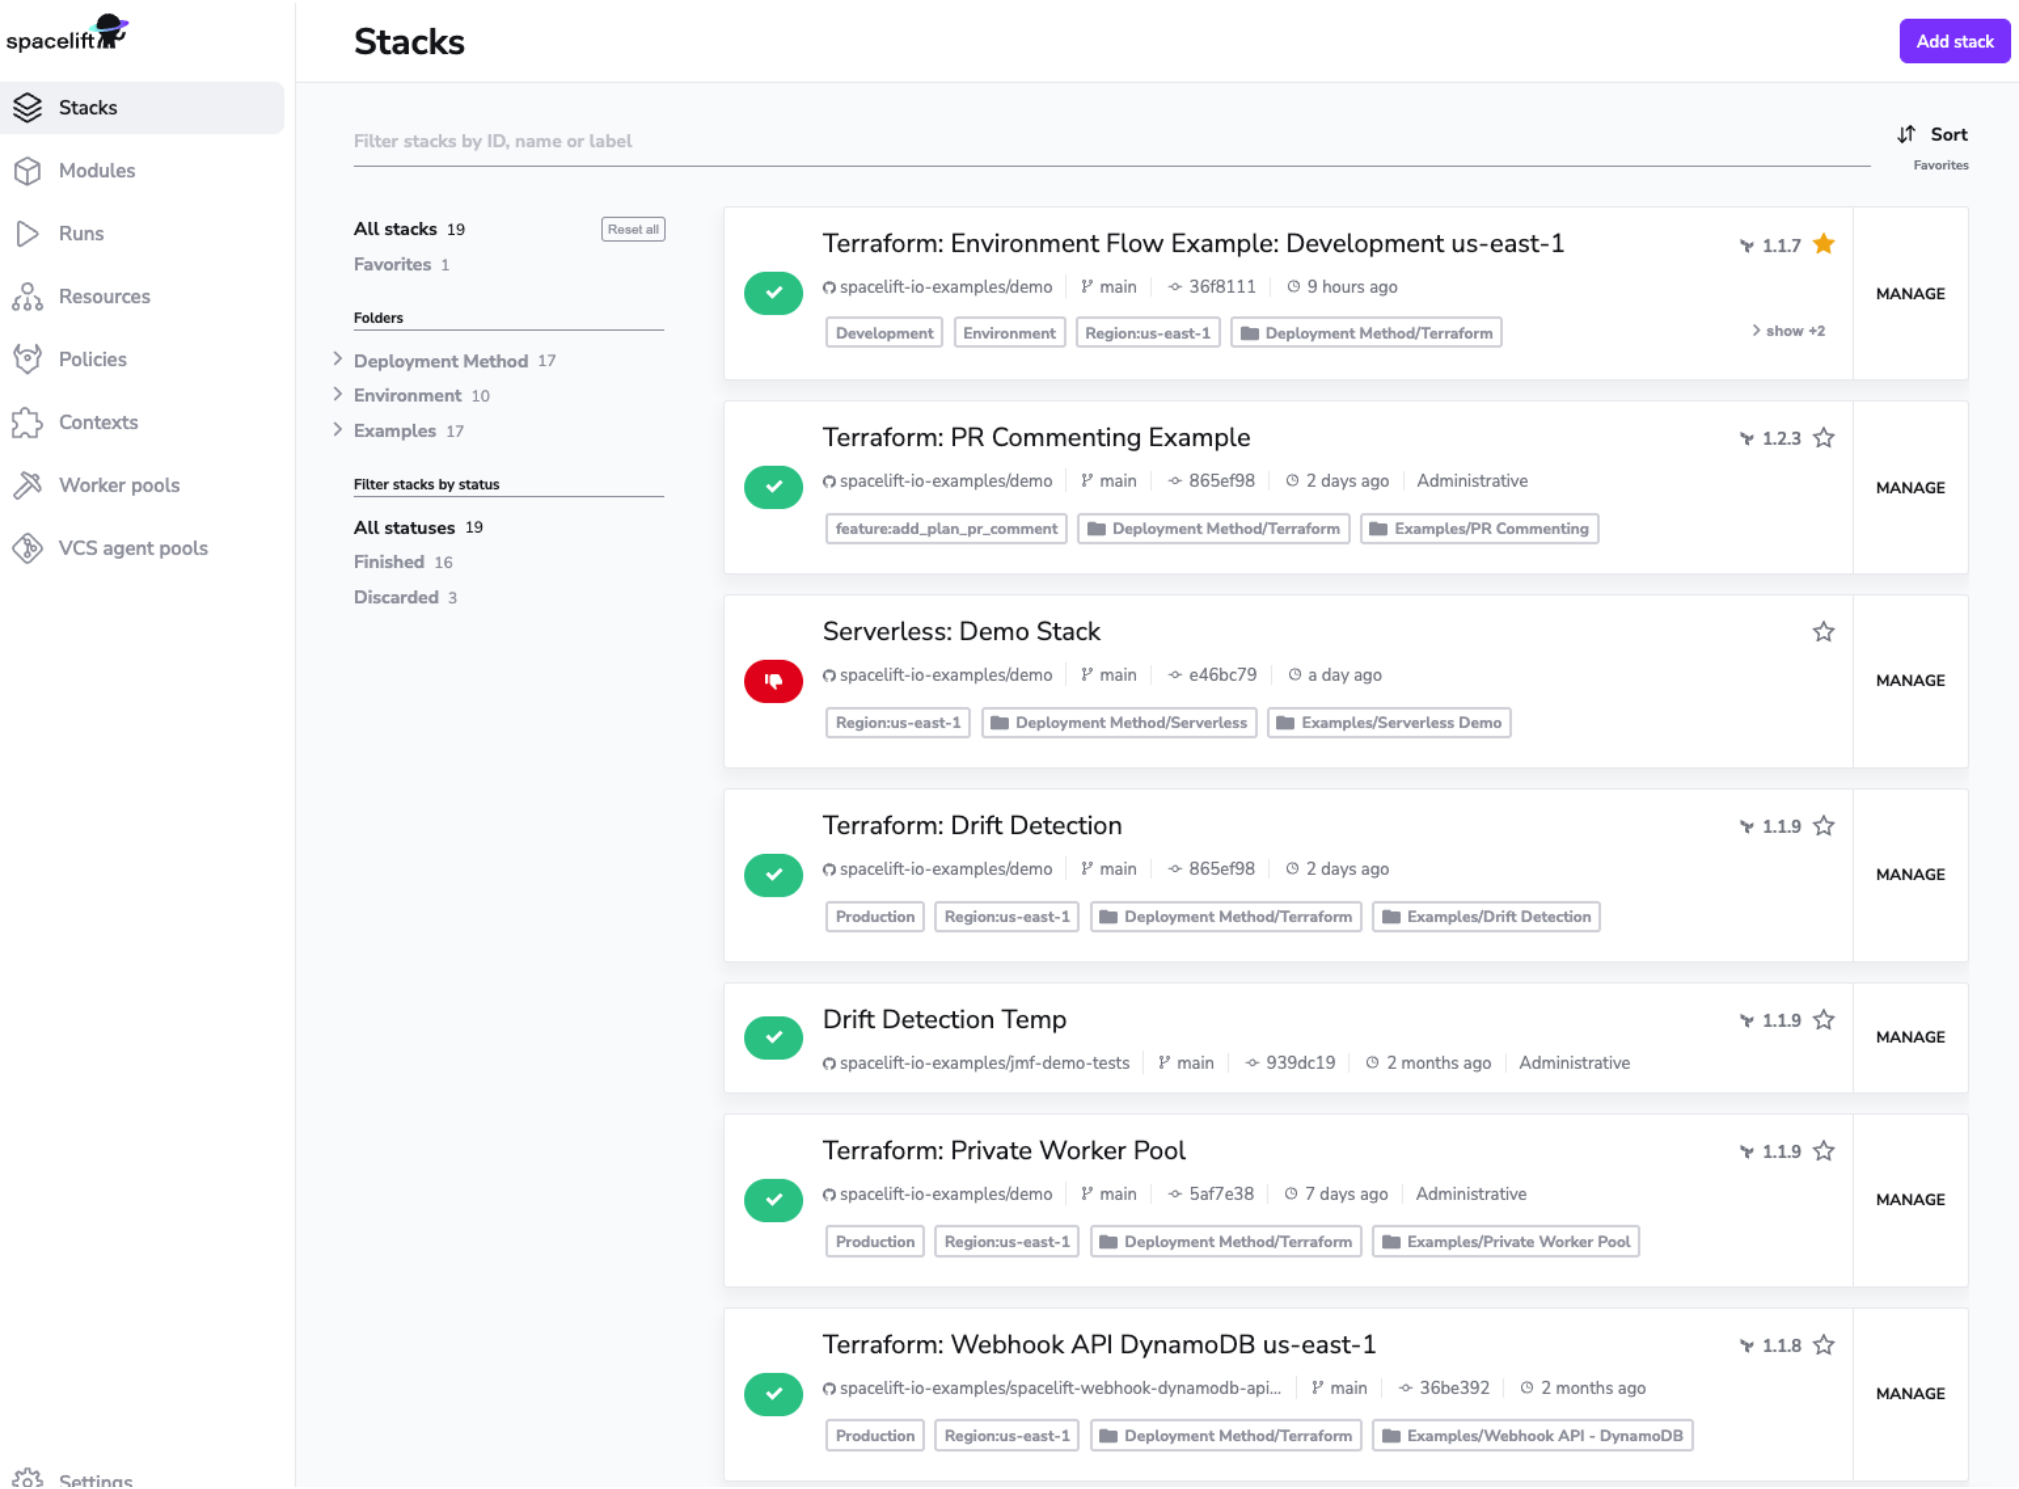 spacelift
Stacks
Add stack
Stacks
Modules
Runs
Resources
Policies
Contexts
Worker pools
VCS agent pools
Settings
Filter stacks by ID, name or label
Sort
Favorites
All stacks 19
Reset all
Favorites 1
Folders
Deployment Method 17
Environment 10
Examples 17
Filter stacks by status
All statuses 19
Finished 16
Discarded 3
Terraform: Environment Flow Example: Development us-east-1
1.1.7
spacelift-io-examples/demo main 36f8111 9 hours ago
MANAGE
Development Environment Region:us-east-1 Deployment Method/Terraform
show +2
Terraform: PR Commenting Example
1.2.3
spacelift-io-examples/demo main 865ef98 2 days ago Administrative
MANAGE
feature:add_plan_pr_comment Deployment Method/Terraform Examples/PR Commenting
Serverless: Demo Stack
spacelift-io-examples/demo main e46bc79 a day ago
MANAGE
Region:us-east-1 Deployment Method/Serverless Examples/Serverless Demo
Terraform: Drift Detection
1.1.9
spacelift-io-examples/demo main 865ef98 2 days ago
MANAGE
Production Region:us-east-1 Deployment Method/Terraform Examples/Drift Detection
Drift Detection Temp
1.1.9
MANAGE
spacelift-io-examples/jmf-demo-tests main 939dc19 2 months ago Administrative
Terraform: Private Worker Pool
1.1.9
spacelift-io-examples/demo main 5af7e38 7 days ago Administrative
MANAGE
Production Region:us-east-1 Deployment Method/Terraform Examples/Private Worker Pool
Terraform: Webhook API DynamoDB us-east-1
1.1.8
spacelift-io-examples/spacelift-webhook-dynamodb-api... main 36be392 2 months ago
MANAGE
Production Region:us-east-1 Deployment Method/Terraform Examples/Webhook API - DynamoDB